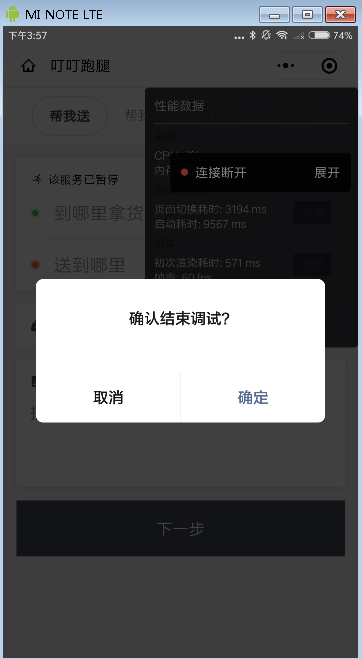 MI NOTE LTE
下午3:57
... 74%
叮叮跑腿
帮我送
性能数据
连接断开 展开
该服务已暂停
到哪里拿货
页面切换耗时: 3194 ms
启动耗时: 9567 ms
送到哪里
初次渲染耗时: 571 ms
帧率: 60 fps
确认结束调试?
取消 确定
下一步